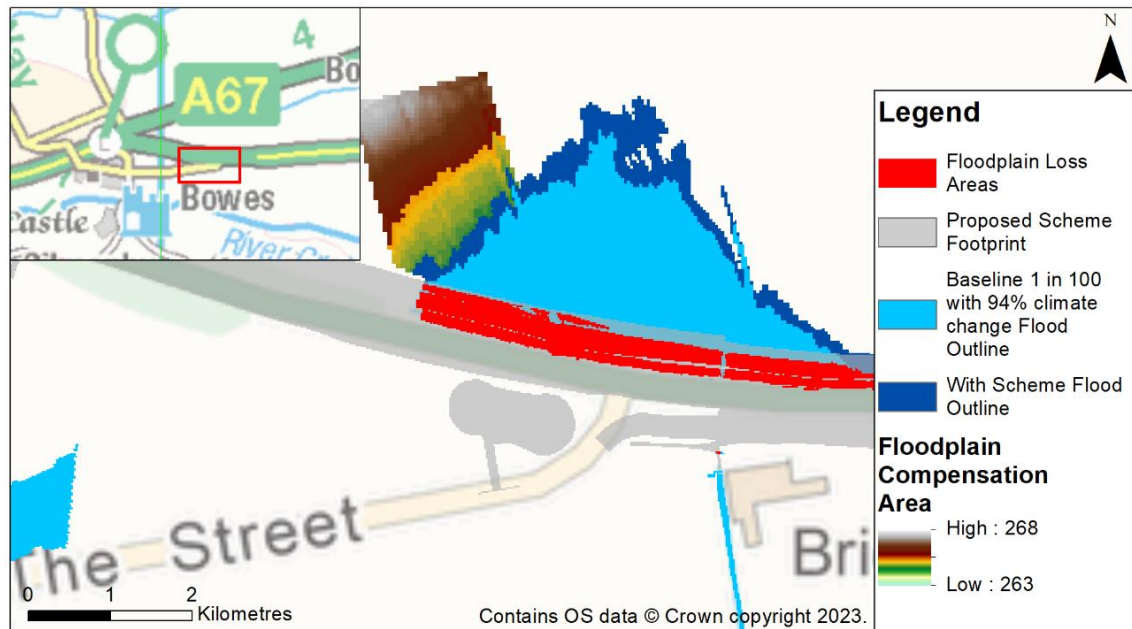 4
A67
Bowes
Castle
River
N
Legend
Floodplain Loss
Areas
Proposed Scheme
Footprint
Baseline 1 in 100
with 94% climate
change Flood
Outline
With Scheme Flood
Outline
Floodplain
Compensation
Area
High : 268
Low : 263
The Street
Bri
0 1 2
Kilometres
Contains OS data © Crown copyright 2023.